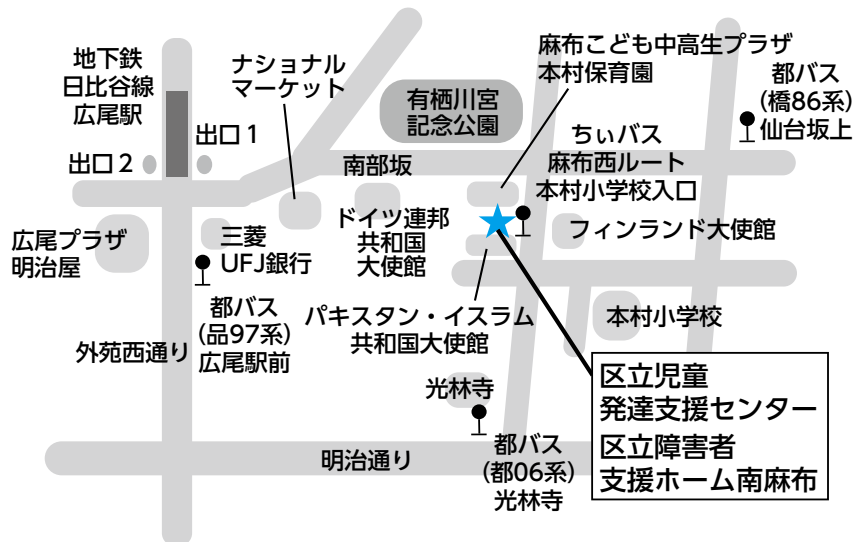 地下鉄
日比谷線
広尾駅
出口1
出口2
ナショナル
マーケット
有栖川宮
記念公園
麻布こども中高生プラザ
本村保育園
都バス
(橋86系)
仙台坂上
南部坂
ちぃバス
麻布西ルート
本村小学校入口
広尾プラザ
明治屋
三菱
UFJ銀行
ドイツ連邦
共和国
大使館
フィンランド大使館
都バス
(品97系)
広尾駅前
パキスタン・イスラム
共和国大使館
本村小学校
外苑西通り
光林寺
区立児童
発達支援センター
区立障害者
支援ホーム南麻布
明治通り
都バス
(都06系)
光林寺